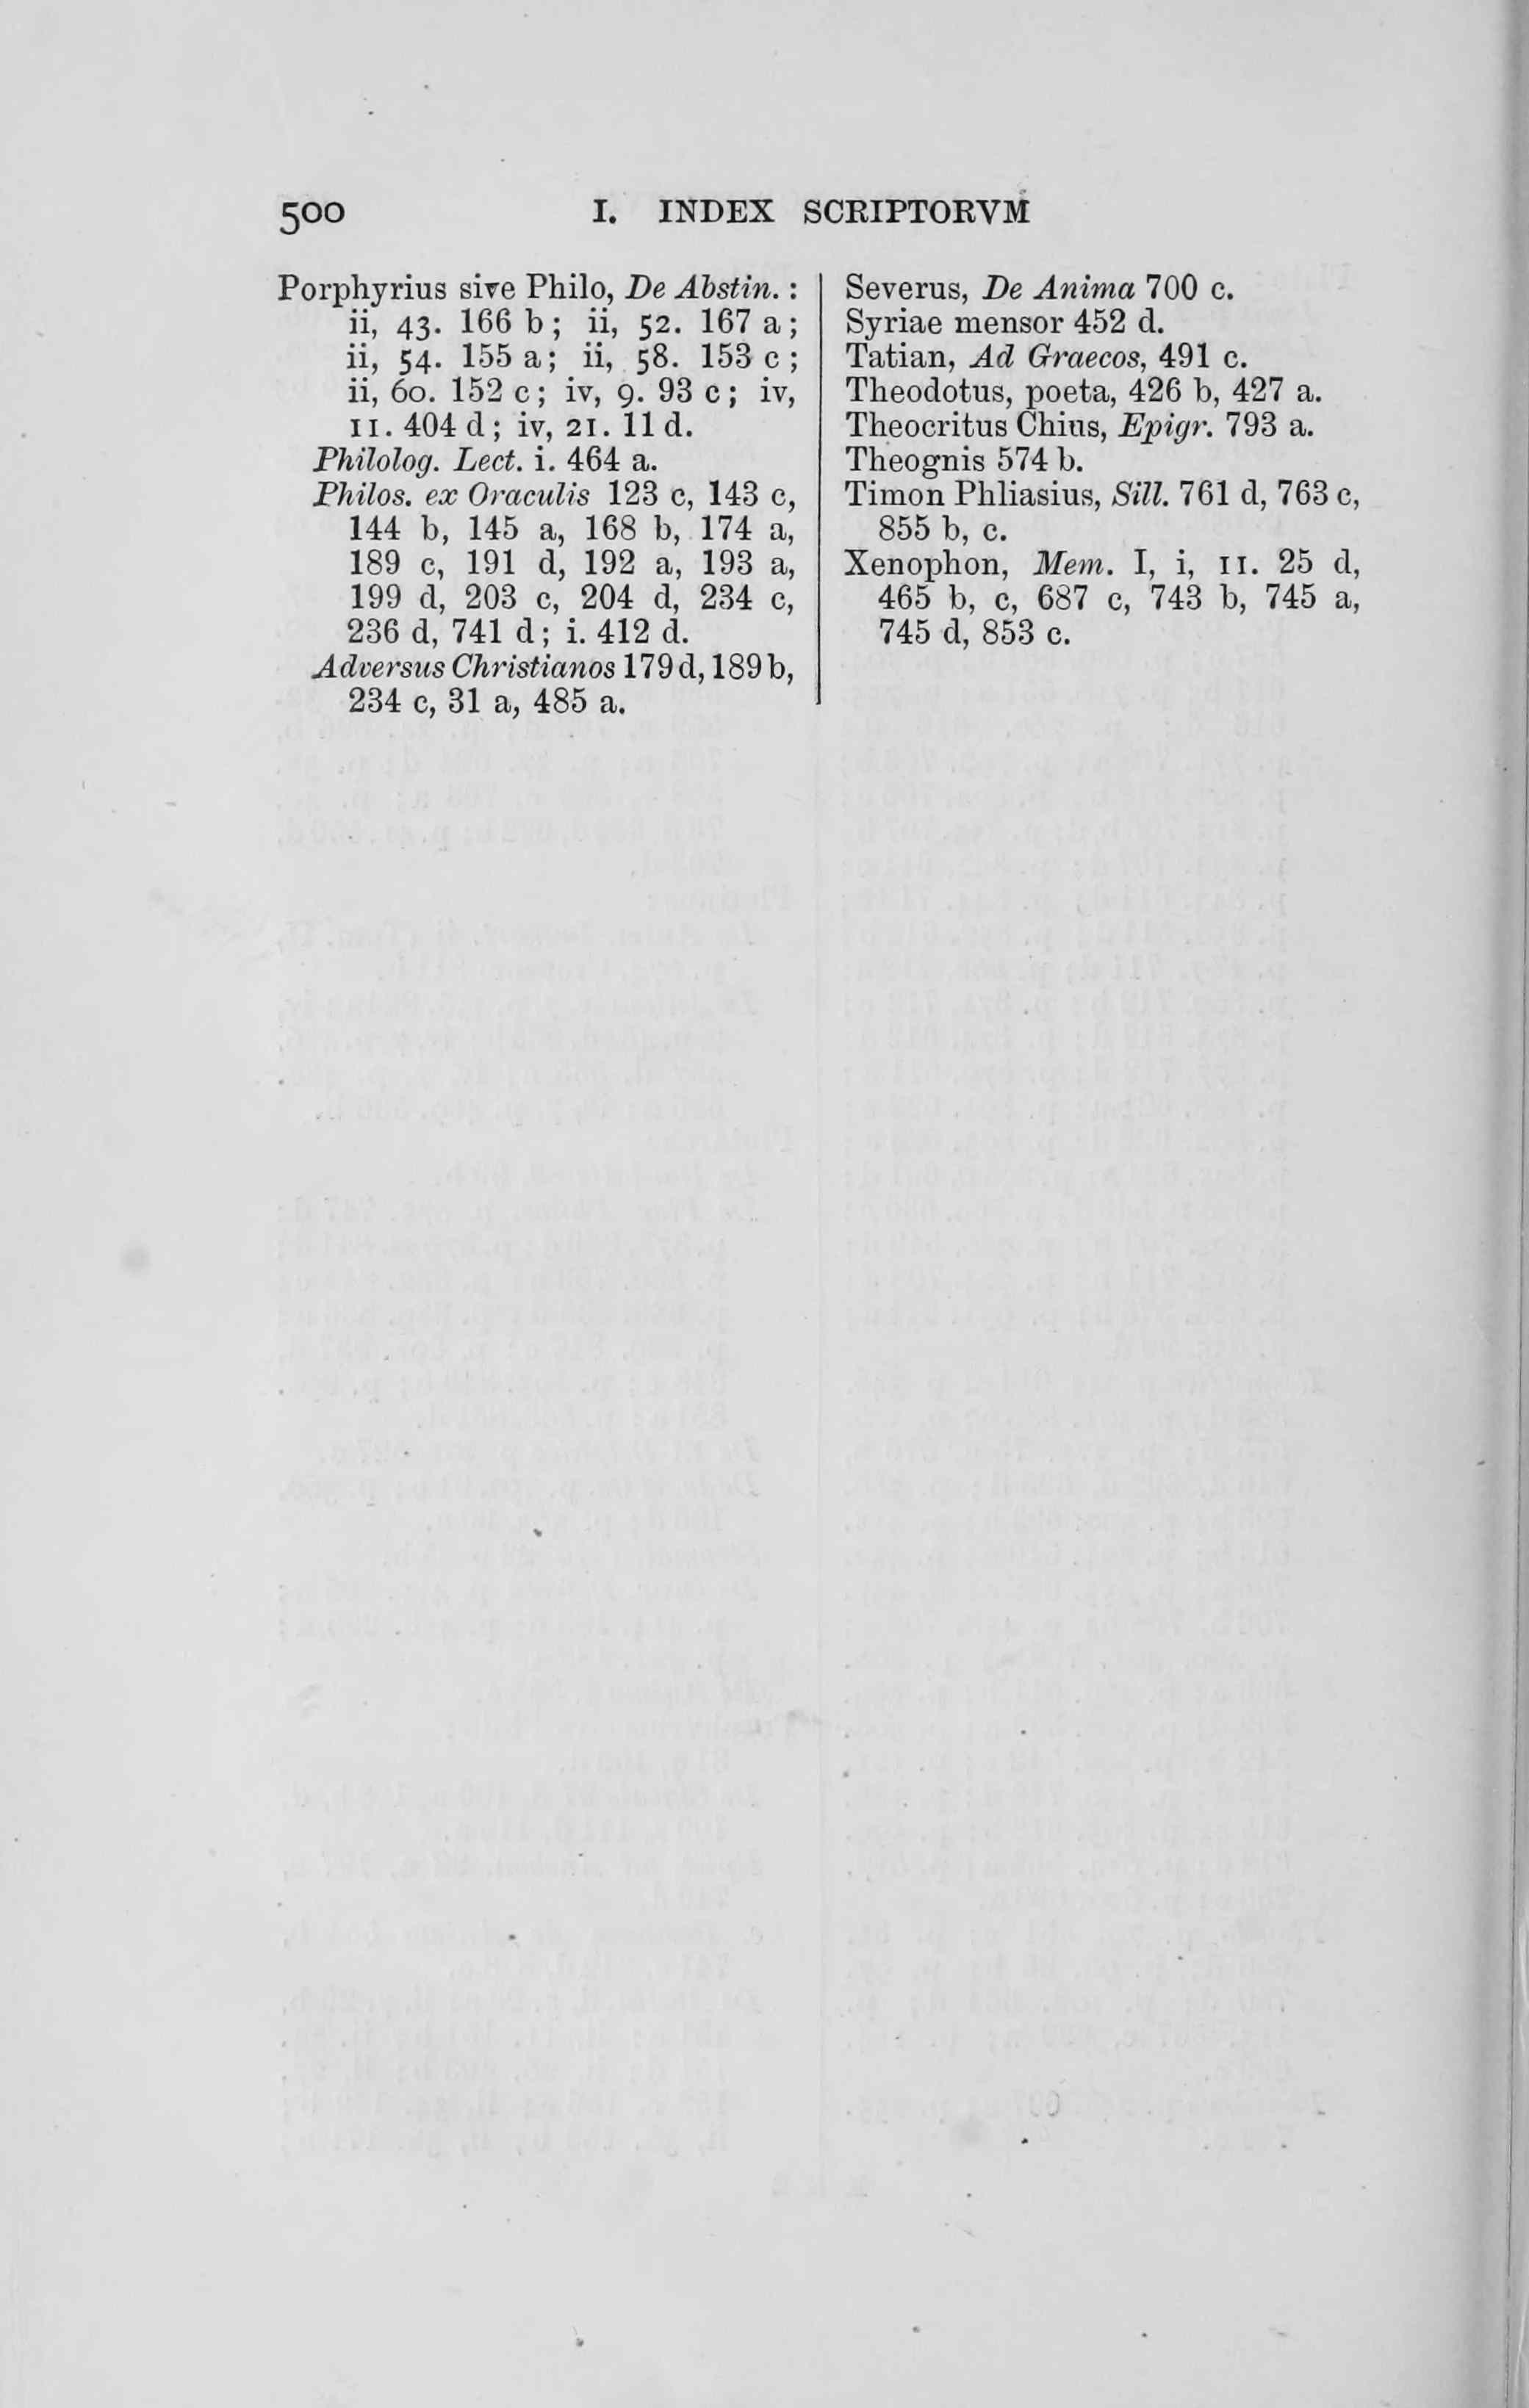 500 I. INDEX SCRIPTORVM
Porphyrius sive Philo, De Abstin. :
ii, 43. 166 b; ii, 52. 167 a;
ii, 54. 155 a; ii, 58. 153 c;
ii, 60. 152 c; iv, 9. 93 c; iv,
11. 404 d; iv, 21. 11 d.
Philolog. Lect. i. 464 a.
Philos. ex Oraculis 123 c, 143 c,
144 b, 145 a, 168 b, 174 a,
189 c, 191 d, 192 a, 193 a,
199 d, 203 c, 204 d, 234 c,
236 d, 741 d; i. 412 d.
Adversus Christianos 179 d, 189 b,
234 c, 31 a, 485 a.
Severus, De Anima 700 c.
Syriae mensor 452 d.
Tatian, Ad Graecos, 491 c.
Theodotus, poeta, 426 b, 427 a.
Theocritus Chius, Epigr. 793 a.
Theognis 574 b.
Timon Phliasius, Sill. 761 d, 763 c,
855 b, c.
Xenophon, Mem. I, i, 11. 25 d,
465 b, c, 687 c, 743 b, 745 a,
745 d, 853 c.